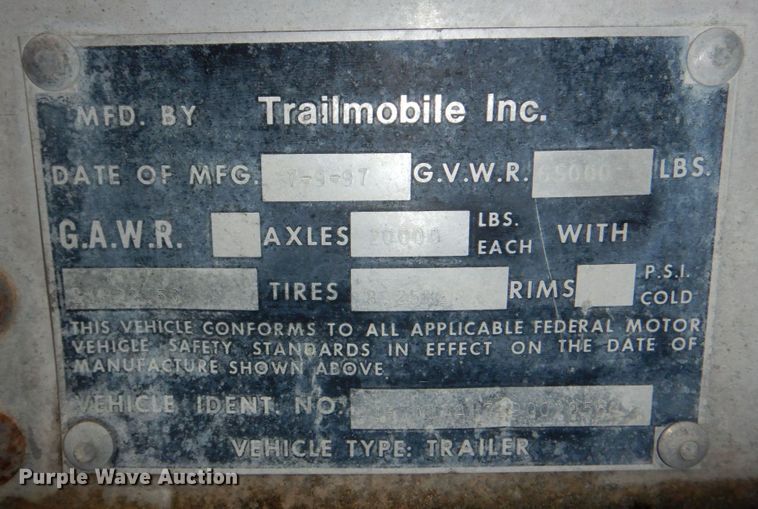 MFD. BY Trailmobile Inc.
DATE OF MFG. G.V.W.R. 65000 LBS.
G.A.W.R. AXLES 20000 LBS. EACH WITH
TIRES RIMS P.S.I. COLD
THIS VEHICLE CONFORMS TO ALL APPLICABLE FEDERAL MOTOR
VEHICLE SAFETY STANDARDS IN EFFECT ON THE DATE OF
MANUFACTURE SHOWN ABOVE
VEHICLE IDENT. NO.
VEHICLE TYPE: TRAILER
Purple Wave Auction